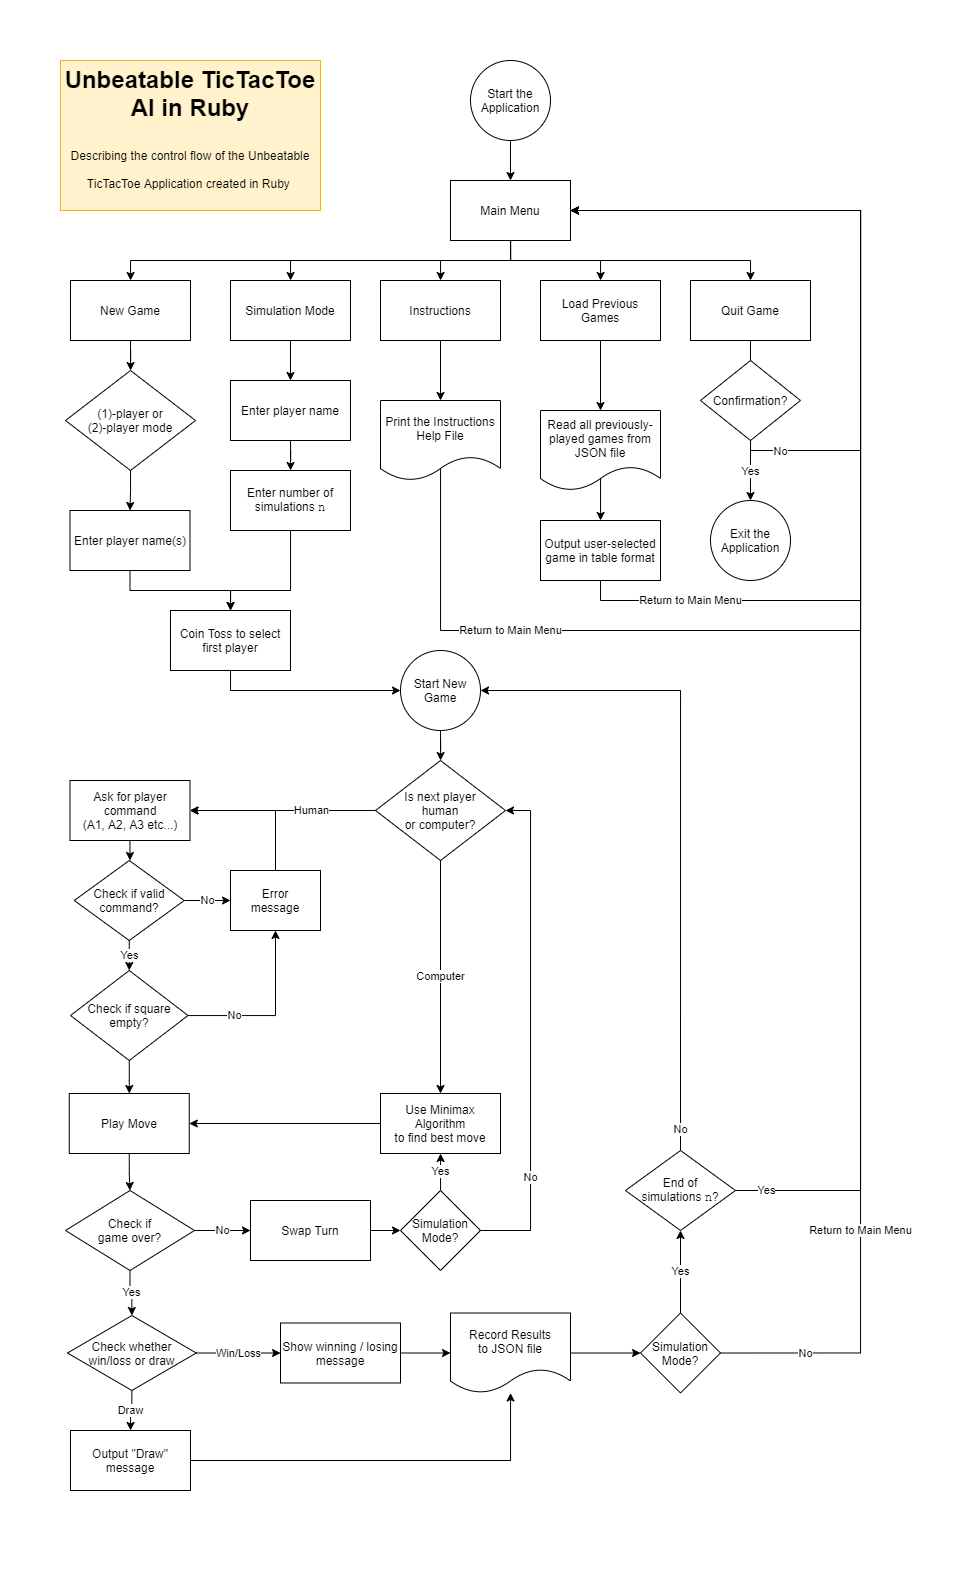 Unbeatable TicTacToe
AI in Ruby
Describing the control flow of the Unbeatable
TicTacToe Application created in Ruby
Start the
Application
Main Menu
New Game
Simulation Mode
Instructions
Load Previous
Games
Quit Game
(1)-player or
(2)-player mode
Enter player name
Print the Instructions
Help File
Read all previously-
played games from
JSON file
Confirmation?
No
Yes
Enter number of
simulations n
Enter player name(s)
Output user-selected
game in table format
Exit the
Application
Return to Main Menu
Return to Main Menu
Coin Toss to select
first player
Start New
Game
Is next player
human
or computer?
Human
Ask for player
command
(A1, A2, A3 etc...)
Check if valid
command?
No
Error
message
Yes
Computer
Check if square
empty?
No
Play Move
Use Minimax
Algorithm
to find best move
Yes
No
No
End of
simulations n?
Yes
Check if
game over?
No
Swap Turn
Simulation
Mode?
Return to Main Menu
Yes
Yes
Check whether
win/loss or draw
Win/Loss
Show winning / losing
message
Record Results
to JSON file
Simulation
Mode?
No
Draw
Output "Draw"
message